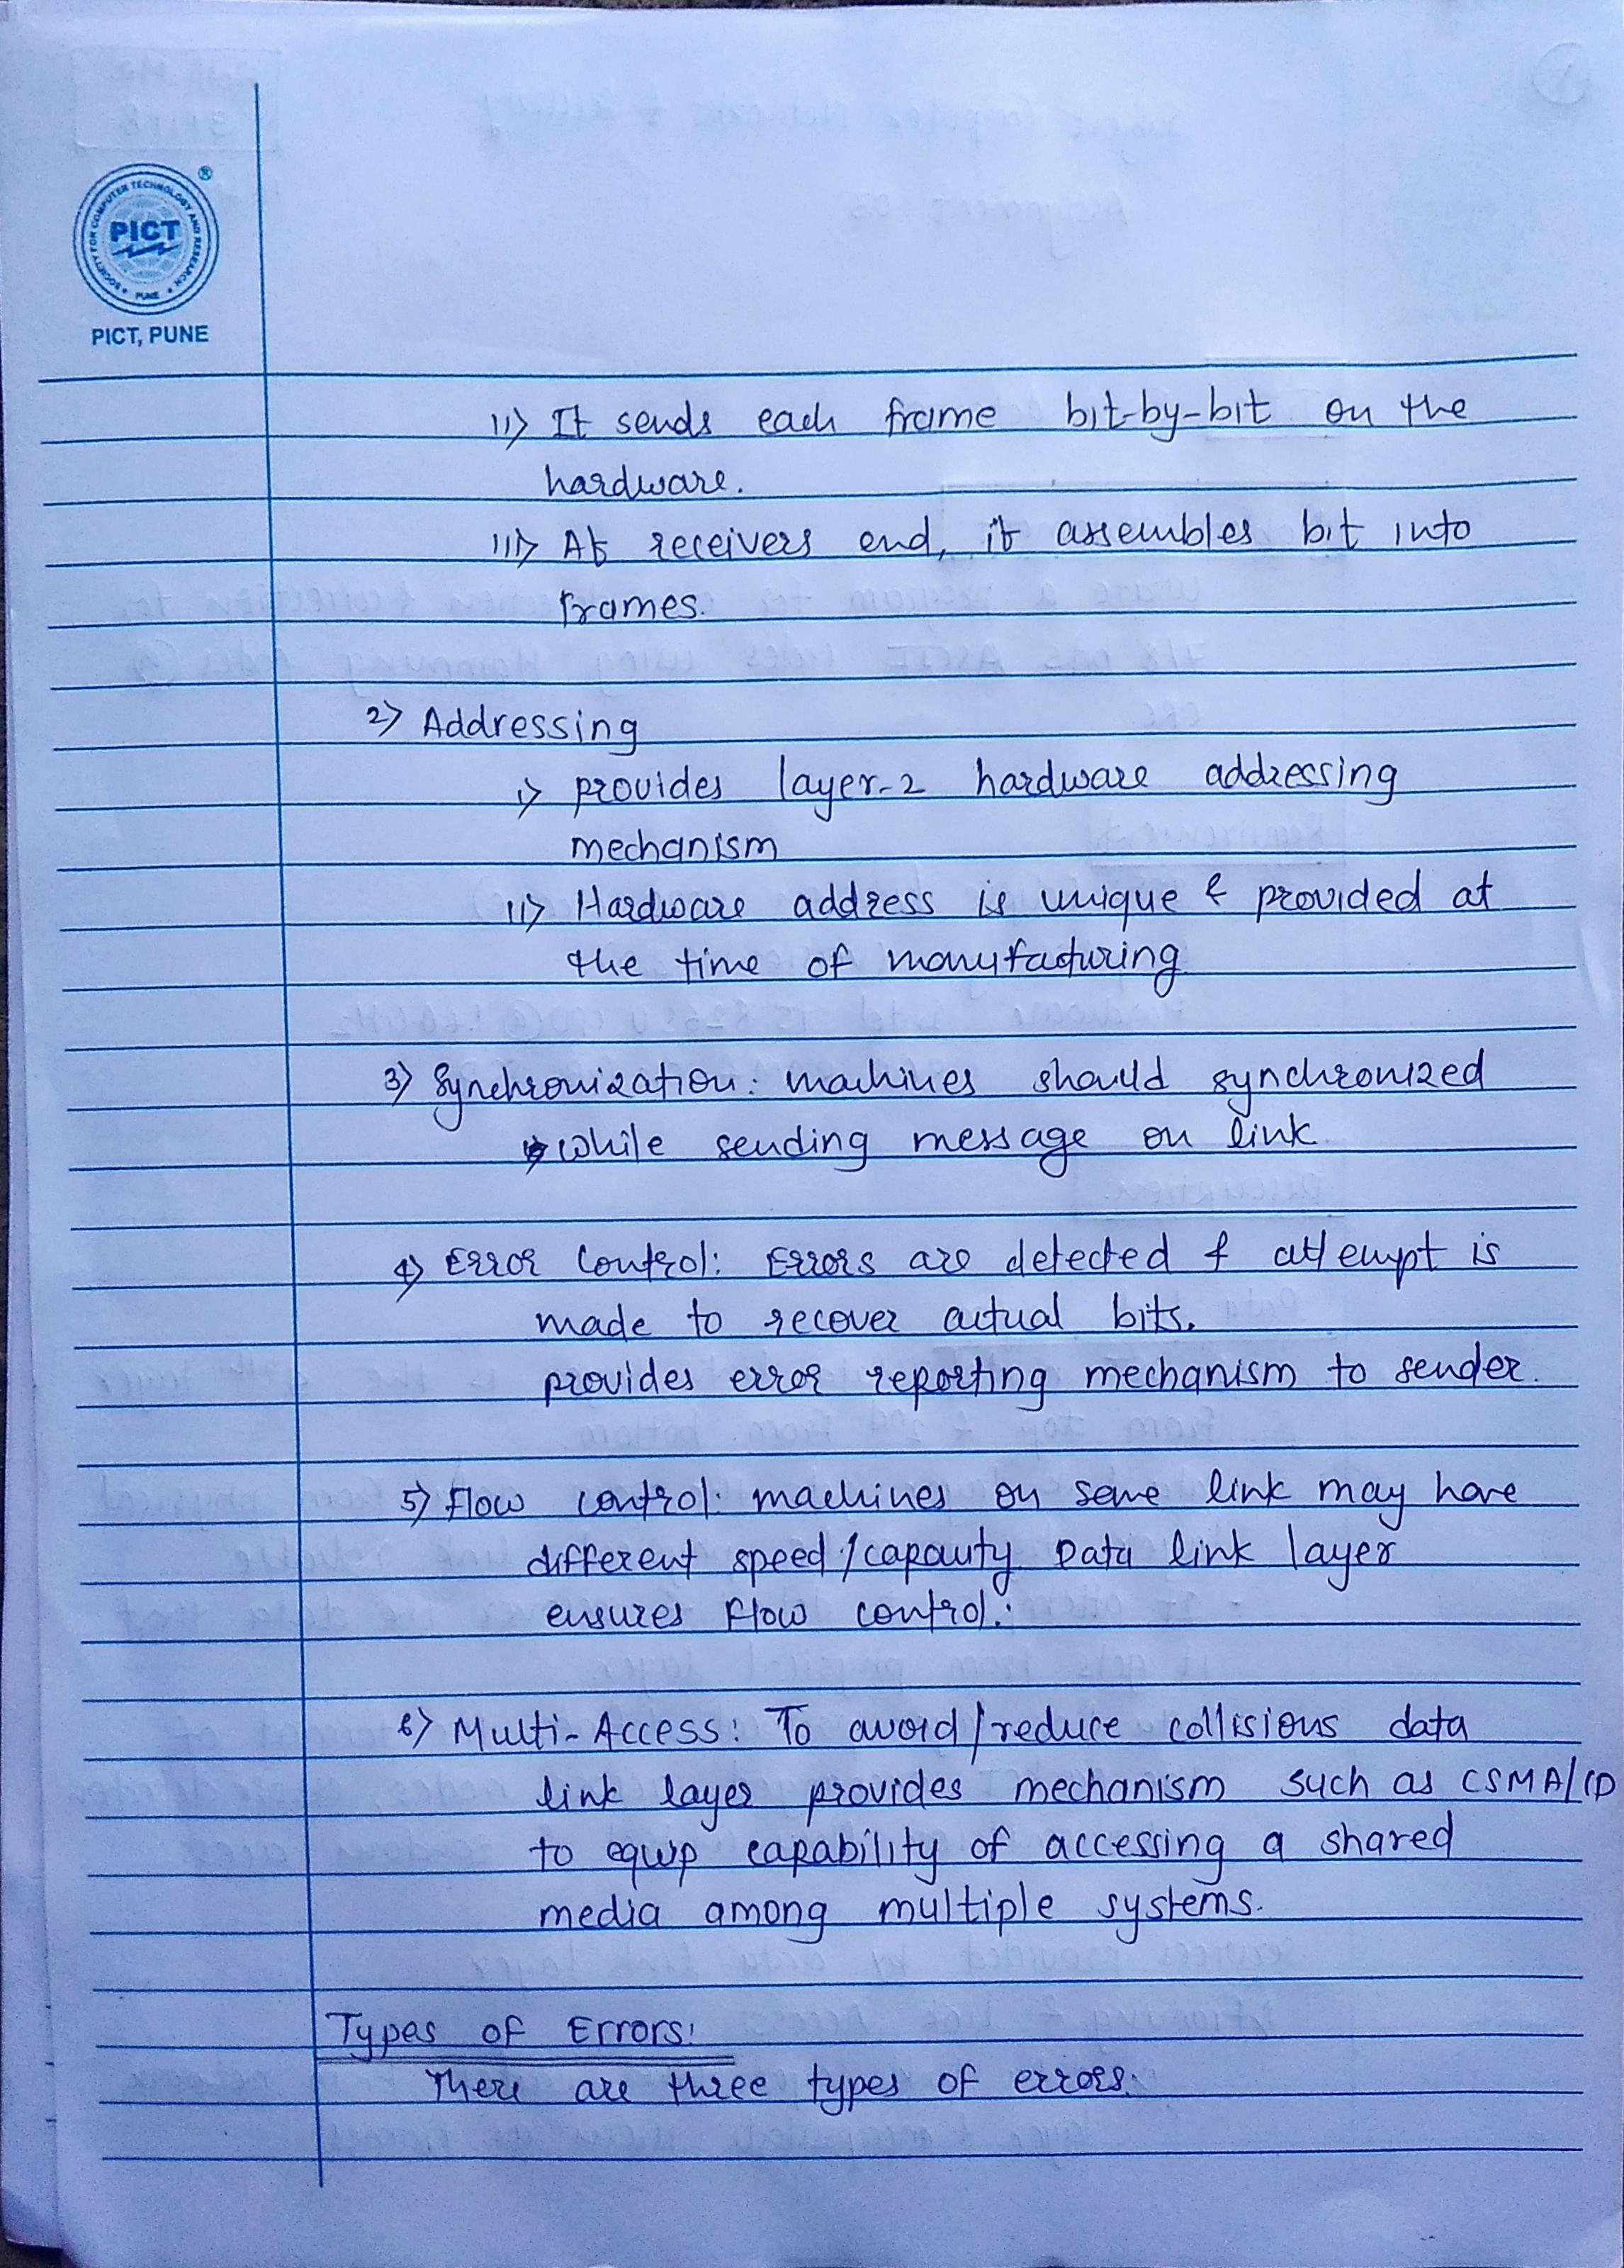 SOCIETY FOR COMPUTER TECHNOLOGY AND RESEARCH
PUNE
®
PICT
PICT, PUNE
ii> It sends each frame bit-by-bit on the
hardware.
iii> At receivers end, it assembles bit into
frames.
2> Addressing
i> provides layer-2 hardware addressing
mechanism
ii> Hardware address is unique & provided at
the time of manufacturing
3) Synchronization: machines should synchronized
while sending message on link
4) Error Control: Errors are detected & attempt is
made to recover actual bits.
provides error reporting mechanism to sender.
5) Flow control: machines on same link may have
different speed/capacity. Data link layer
ensures flow control.:
6) Multi-Access: To avoid/reduce collisions data
link layer provides mechanism such as CSMA/CD
to equip capability of accessing a shared
media among multiple systems.
Types of Errors:
There are three types of errors.